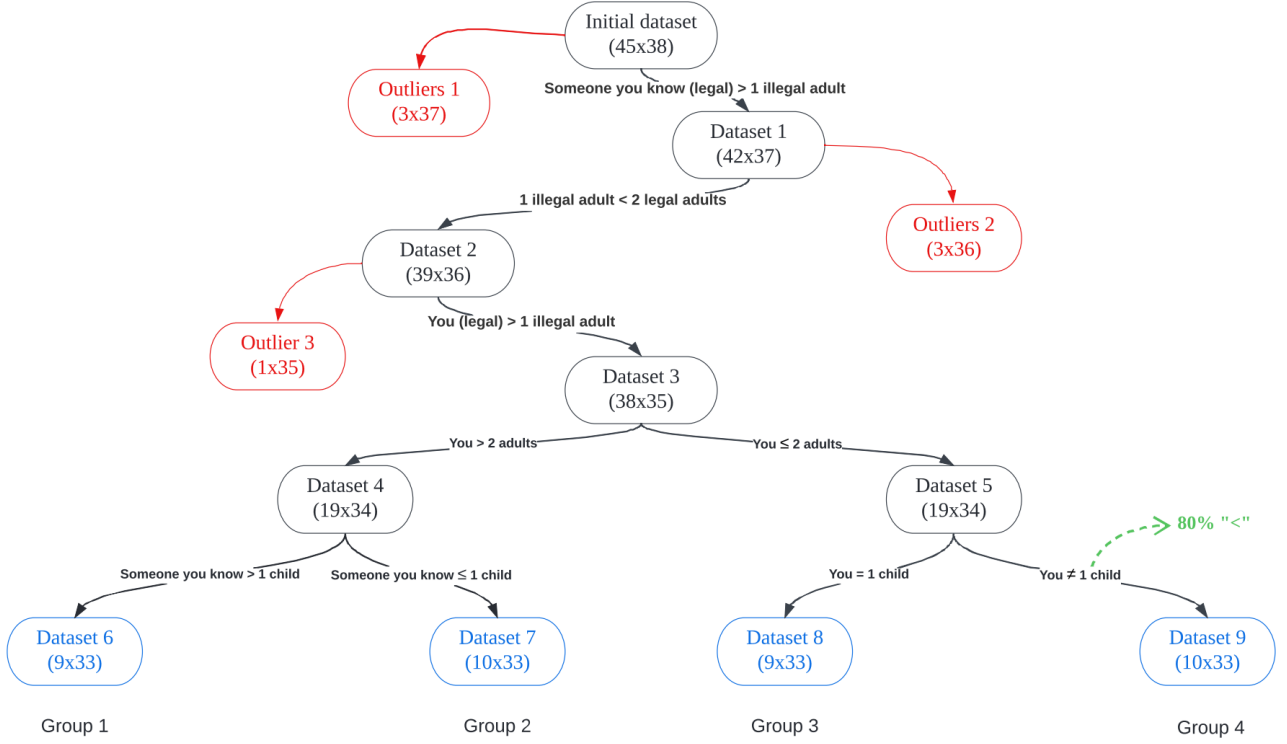 Initial dataset
(45x38)
Outliers 1
(3x37)
Someone you know (legal) > 1 illegal adult
Dataset 1
(42x37)
1 illegal adult < 2 legal adults
Outliers 2
(3x36)
Dataset 2
(39x36)
You (legal) > 1 illegal adult
Outlier 3
(1x35)
Dataset 3
(38x35)
You > 2 adults
You ≤ 2 adults
Dataset 4
(19x34)
Dataset 5
(19x34)
80% "<"
Someone you know > 1 child
Someone you know ≤ 1 child
You = 1 child
You ≠ 1 child
Dataset 6
(9x33)
Dataset 7
(10x33)
Dataset 8
(9x33)
Dataset 9
(10x33)
Group 1
Group 2
Group 3
Group 4